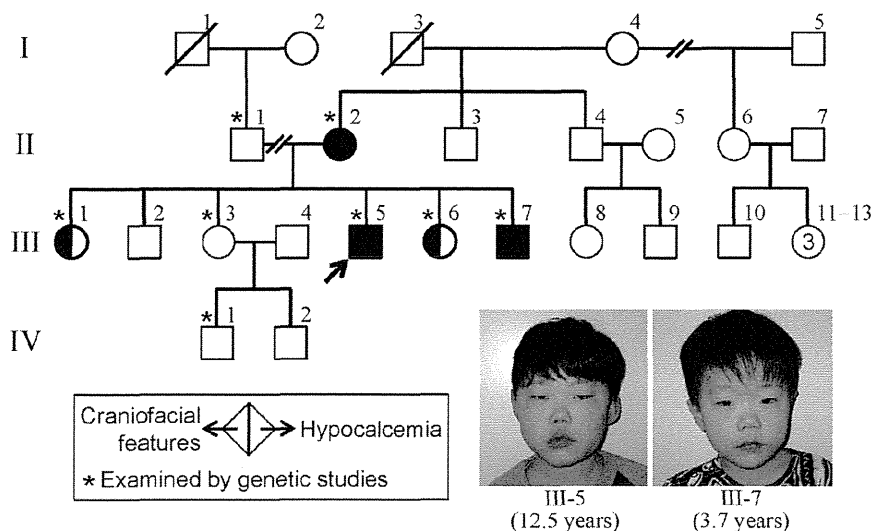 I
1
2
3
4
5
II
*1
*2
3
4
5
6
7
III
*1
2
*3
4
*5
*6
*7
8
9
10
11–13
3
IV
*1
2
Craniofacial features
Hypocalcemia
* Examined by genetic studies
III-5
(12.5 years)
III-7
(3.7 years)